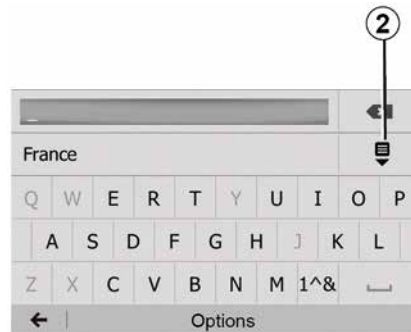 2
France
Q W E R T Y U I O P
A S D F G H J K L
Z X C V B N M 1^&
Options